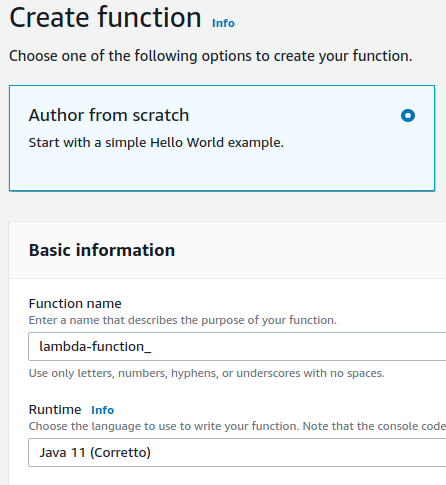 Create function Info
Choose one of the following options to create your function.
Author from scratch
Start with a simple Hello World example.
Basic information
Function name
Enter a name that describes the purpose of your function.
lambda-function_
Use only letters, numbers, hyphens, or underscores with no spaces.
Runtime Info
Choose the language to use to write your function. Note that the console code
Java 11 (Corretto)